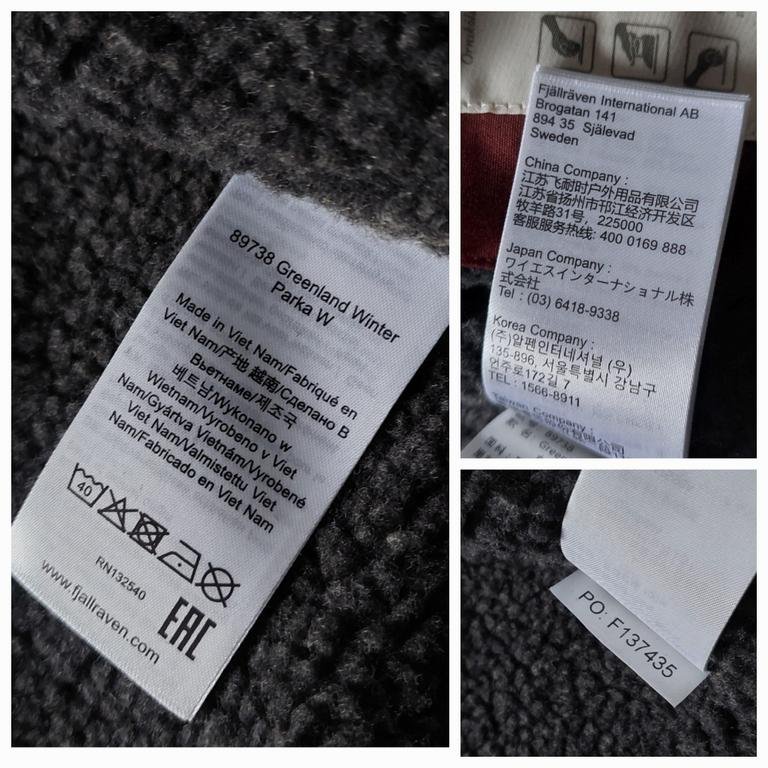 89738 Greenland Winter
Parka W
Made in Viet Nam/Fabriqué en
Viet Nam/产地 越南/Сделано В
Вьетнаме/제조국
베트남/Wykonano w
Wietnam/Vyrobeno v Viet
Nam/Gyártva Vietnám/Vyrobené
Viet Nam/Valmistettu Viet
Nam/Fabricado en Viet Nam
40
RN132540
www.fjallraven.com
EAC
Fjällräven International AB
Brogatan 141
894 35 Själevad
Sweden
China Company :
江苏飞耐时户外用品有限公司
江苏省扬州市邗江经济开发区
牧羊路31号, 225000
客服服务热线: 400 0169 888
Japan Company :
ワイエスインターナショナル株
式会社
Tel : (03) 6418-9338
Korea Company :
(주)알펜인터네셔널 (우)
135-896, 서울특별시 강남구
언주로172길 7
TEL : 1566-8911
Taiwan Company :
89738
PO: F137435